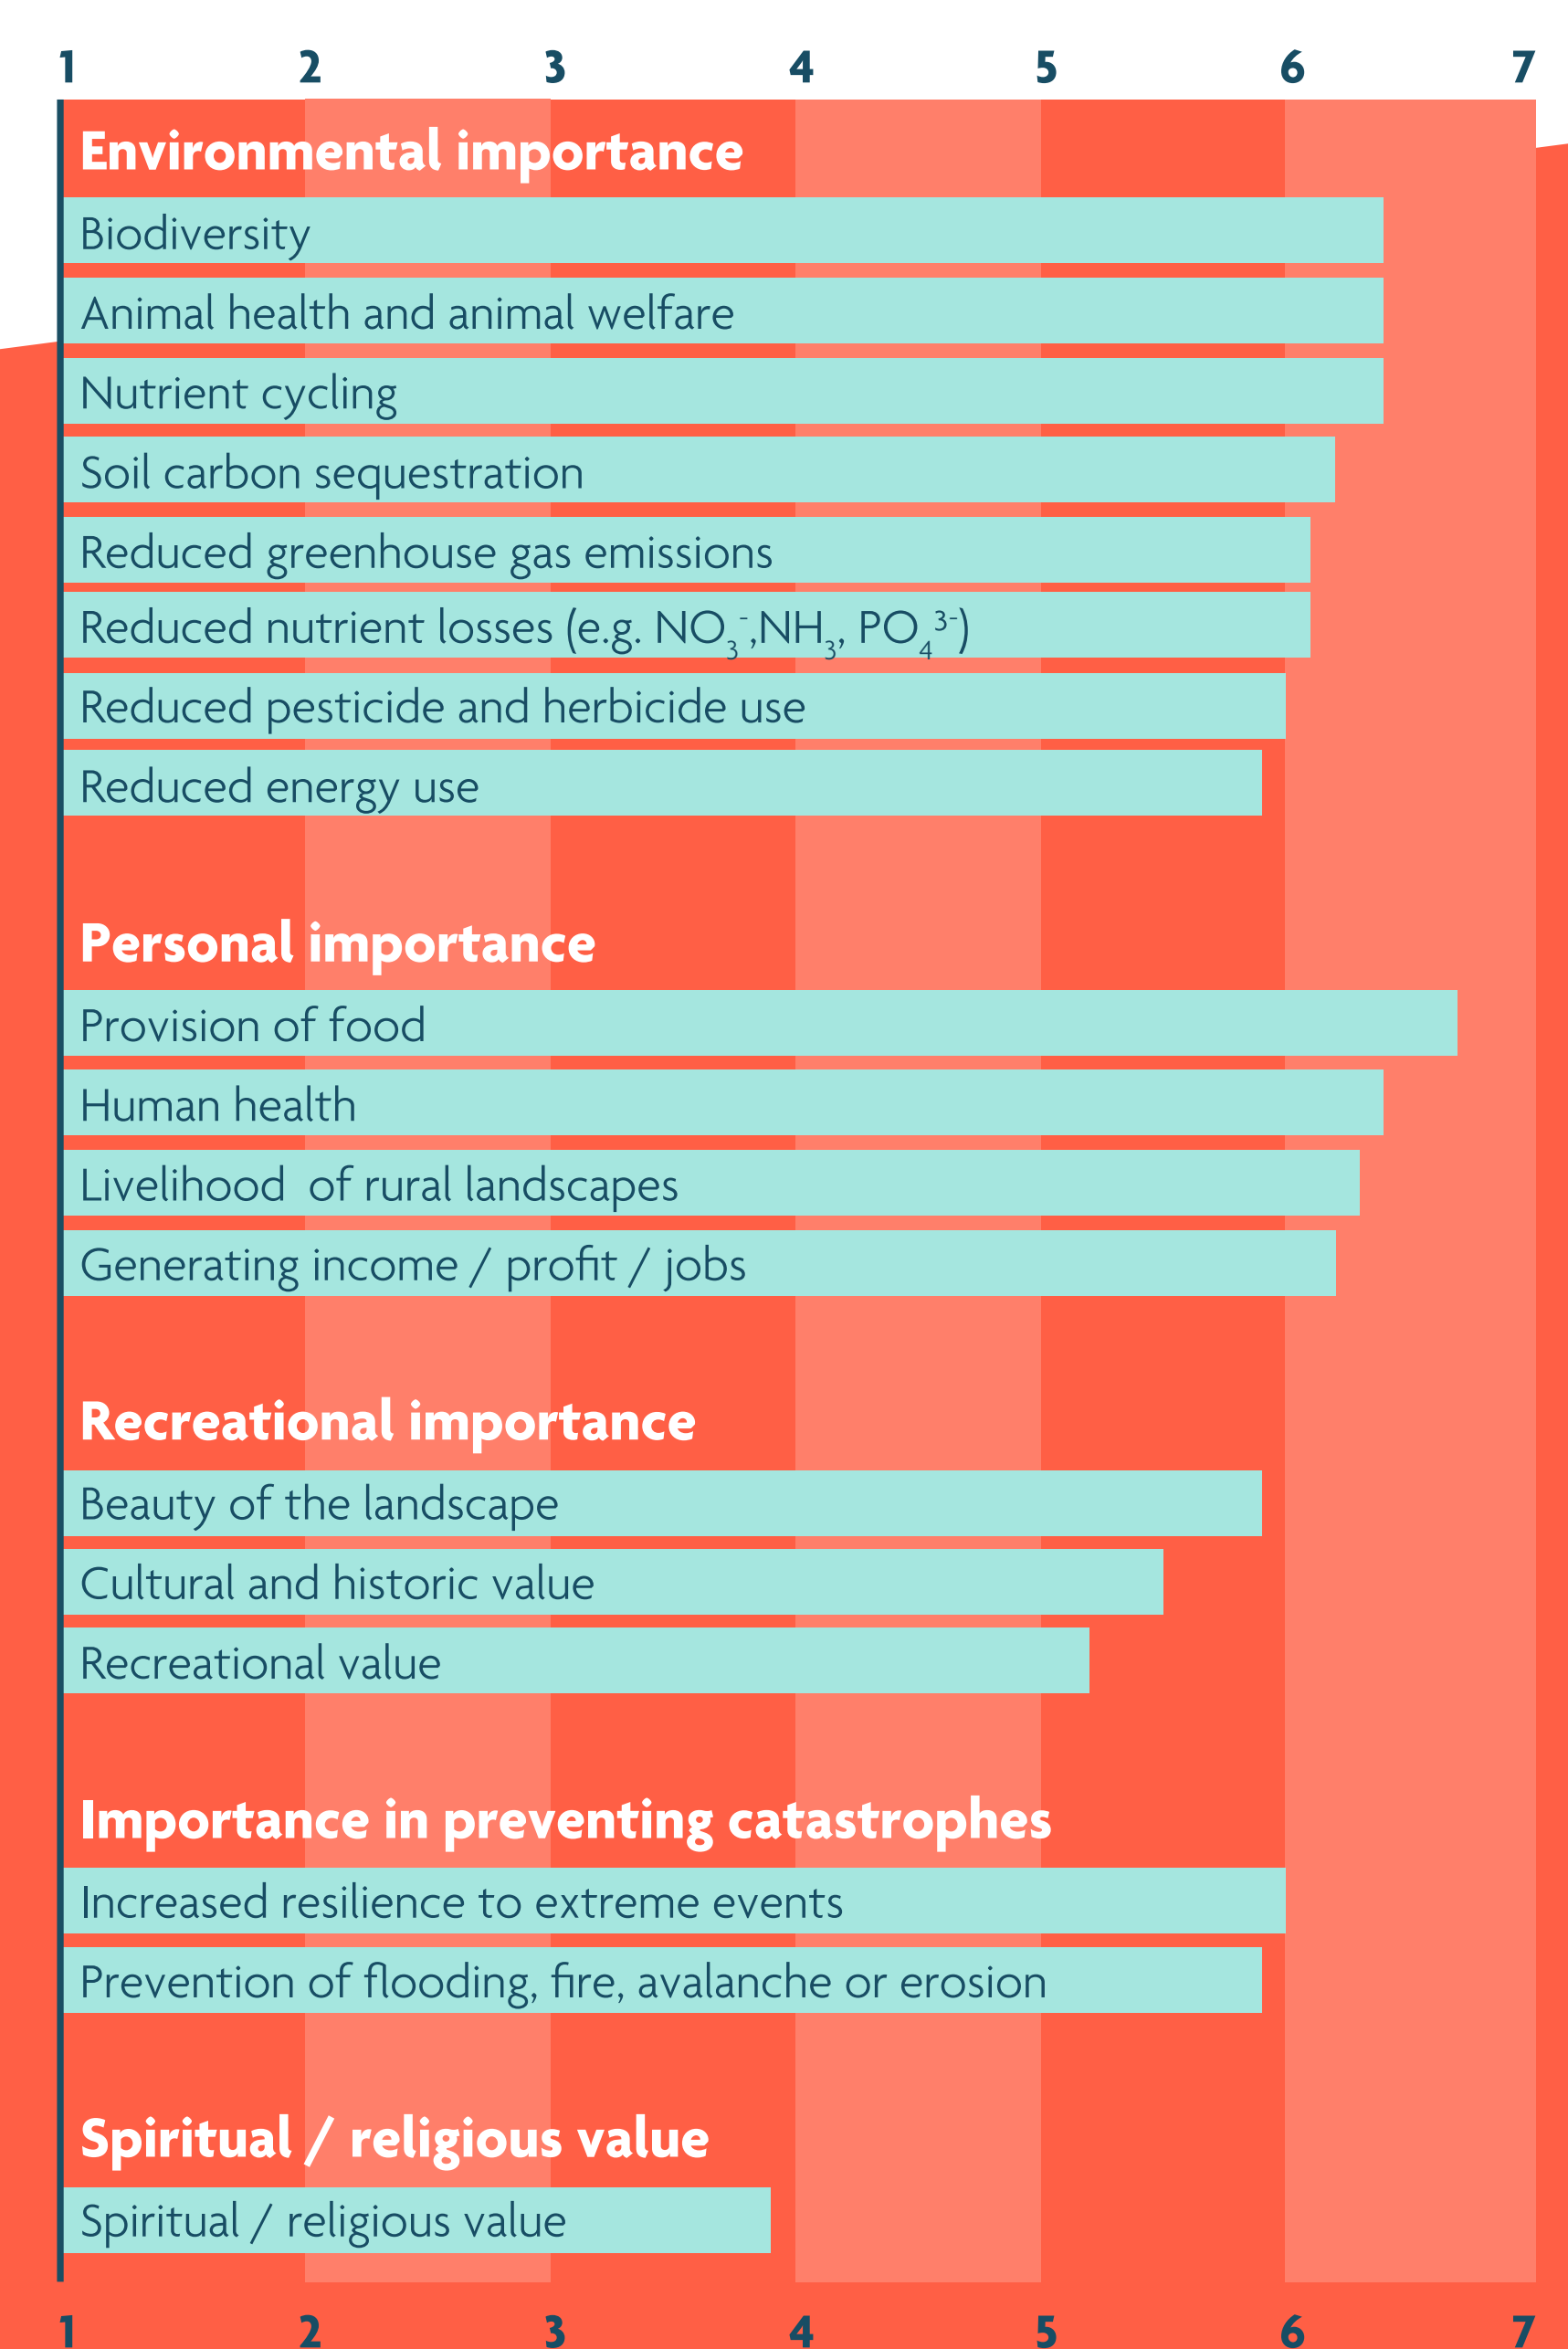 1 2 3 4 5 6 7
Environmental importance
Biodiversity
Animal health and animal welfare
Nutrient cycling
Soil carbon sequestration
Reduced greenhouse gas emissions
Reduced nutrient losses (e.g. NO₃⁻,NH₃, PO₄³⁻)
Reduced pesticide and herbicide use
Reduced energy use
Personal importance
Provision of food
Human health
Livelihood of rural landscapes
Generating income / profit / jobs
Recreational importance
Beauty of the landscape
Cultural and historic value
Recreational value
Importance in preventing catastrophes
Increased resilience to extreme events
Prevention of flooding, fire, avalanche or erosion
Spiritual / religious value
Spiritual / religious value
1 2 3 4 5 6 7